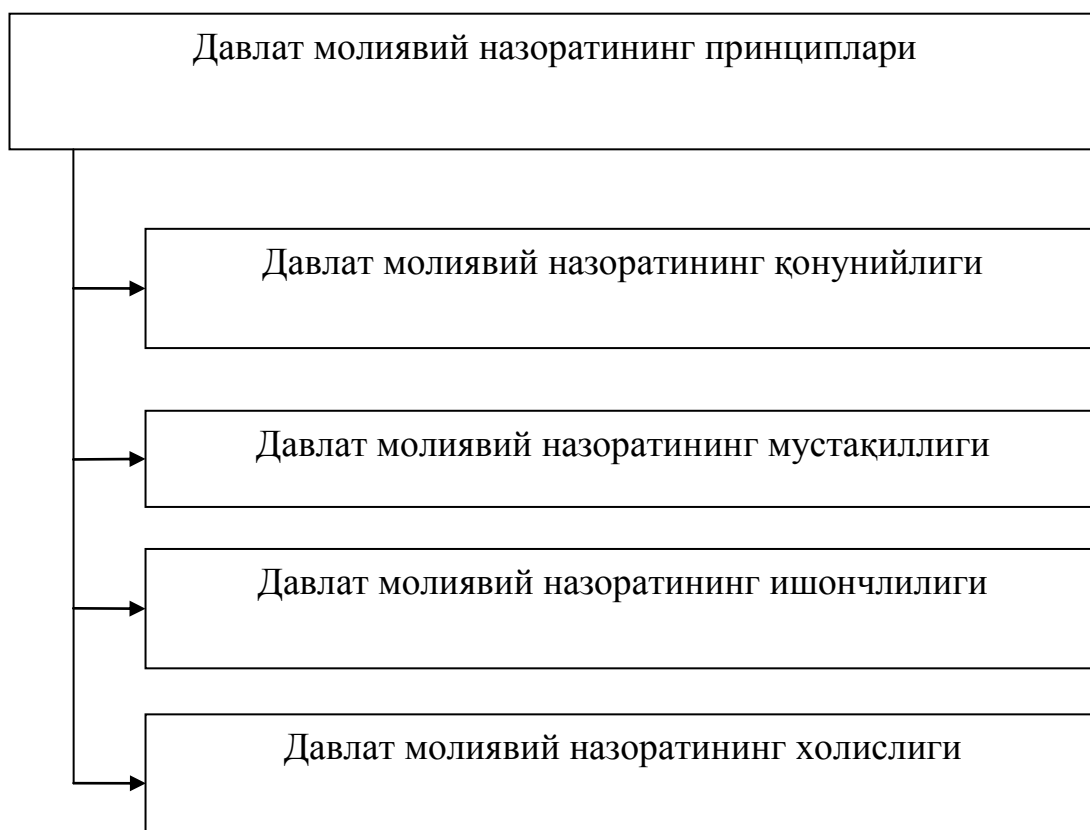 Давлат молиявий назоратининг принциплари
Давлат молиявий назоратининг қонунийлиги
Давлат молиявий назоратининг мустақиллиги
Давлат молиявий назоратининг ишончлилиги
Давлат молиявий назоратининг холислиги